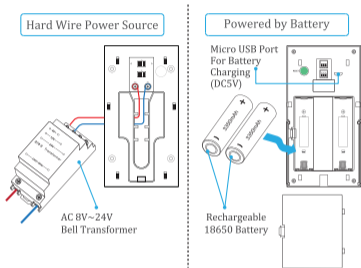 Hard Wire Power Source
AC 8V~24V
Bell Transformer
Powered by Battery
Micro USB Port
For Battery
Charging
(DC5V)
Rechargeable
18650 Battery